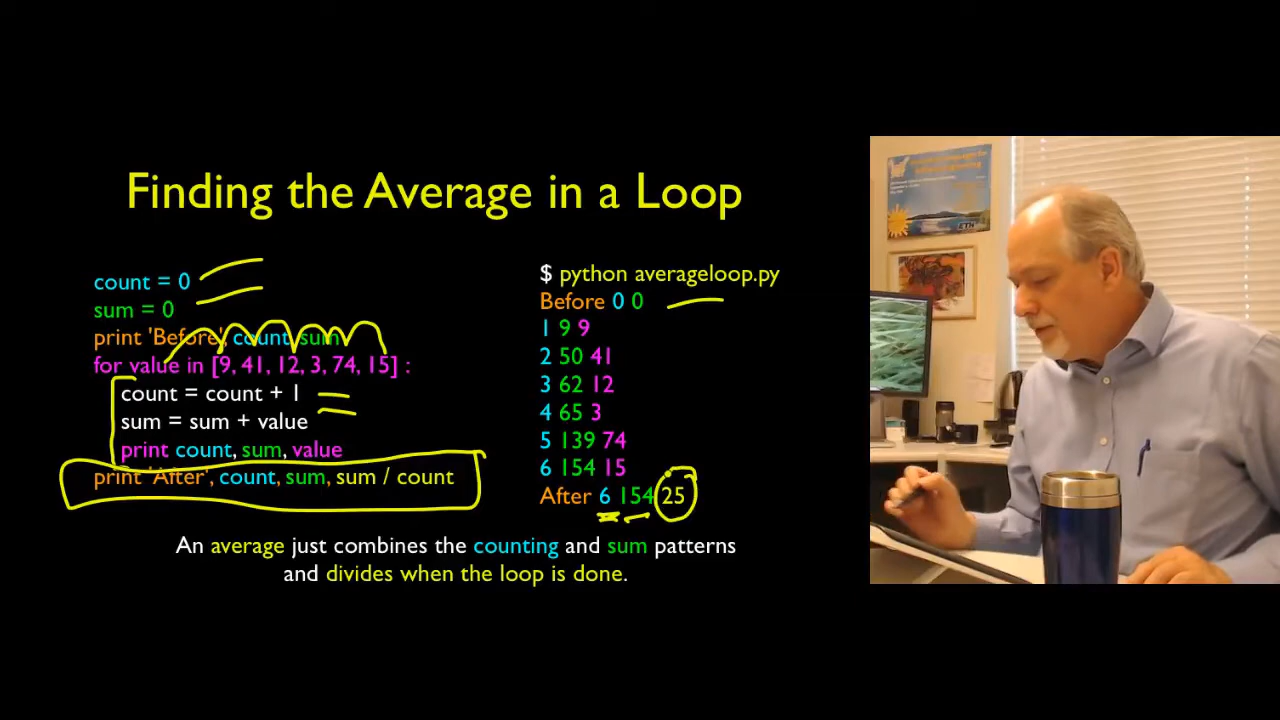 Finding the Average in a Loop
count = 0
sum = 0
print 'Before', count, sum
for value in [9, 41, 12, 3, 74, 15] :
count = count + 1
sum = sum + value
print count, sum, value
print 'After', count, sum, sum / count
$ python averageloop.py
Before 0 0
1 9 9
2 50 41
3 62 12
4 65 3
5 139 74
6 154 15
After 6 154 25
An average just combines the counting and sum patterns
and divides when the loop is done.
ETH